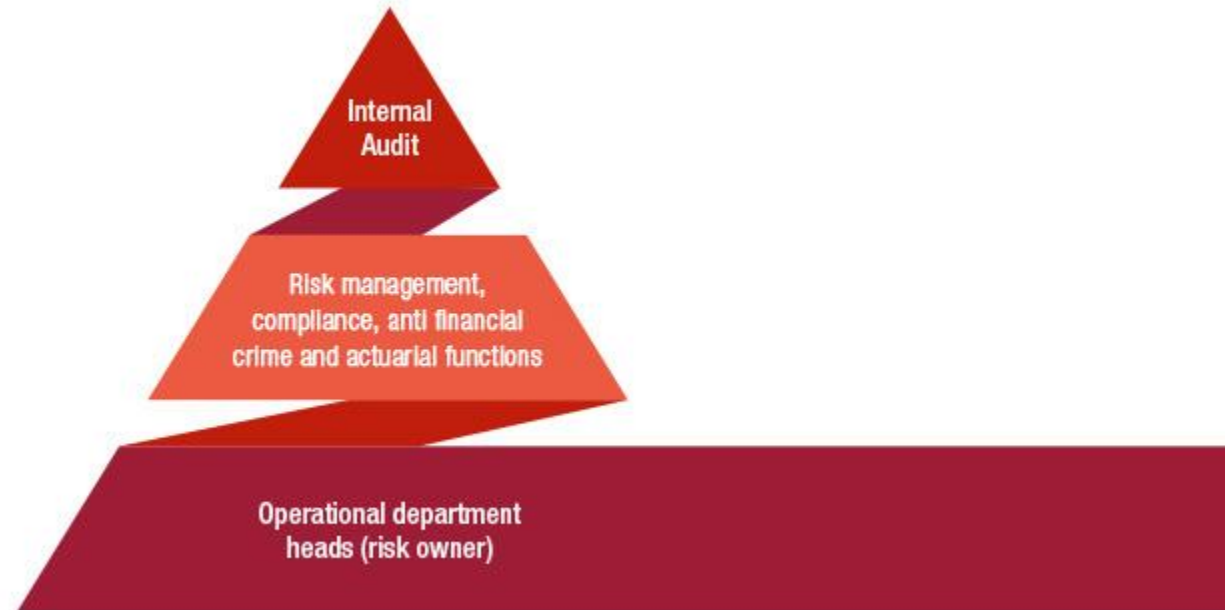 Internal
Audit
Risk management,
compliance, anti financial
crime and actuarial functions
Operational department
heads (risk owner)